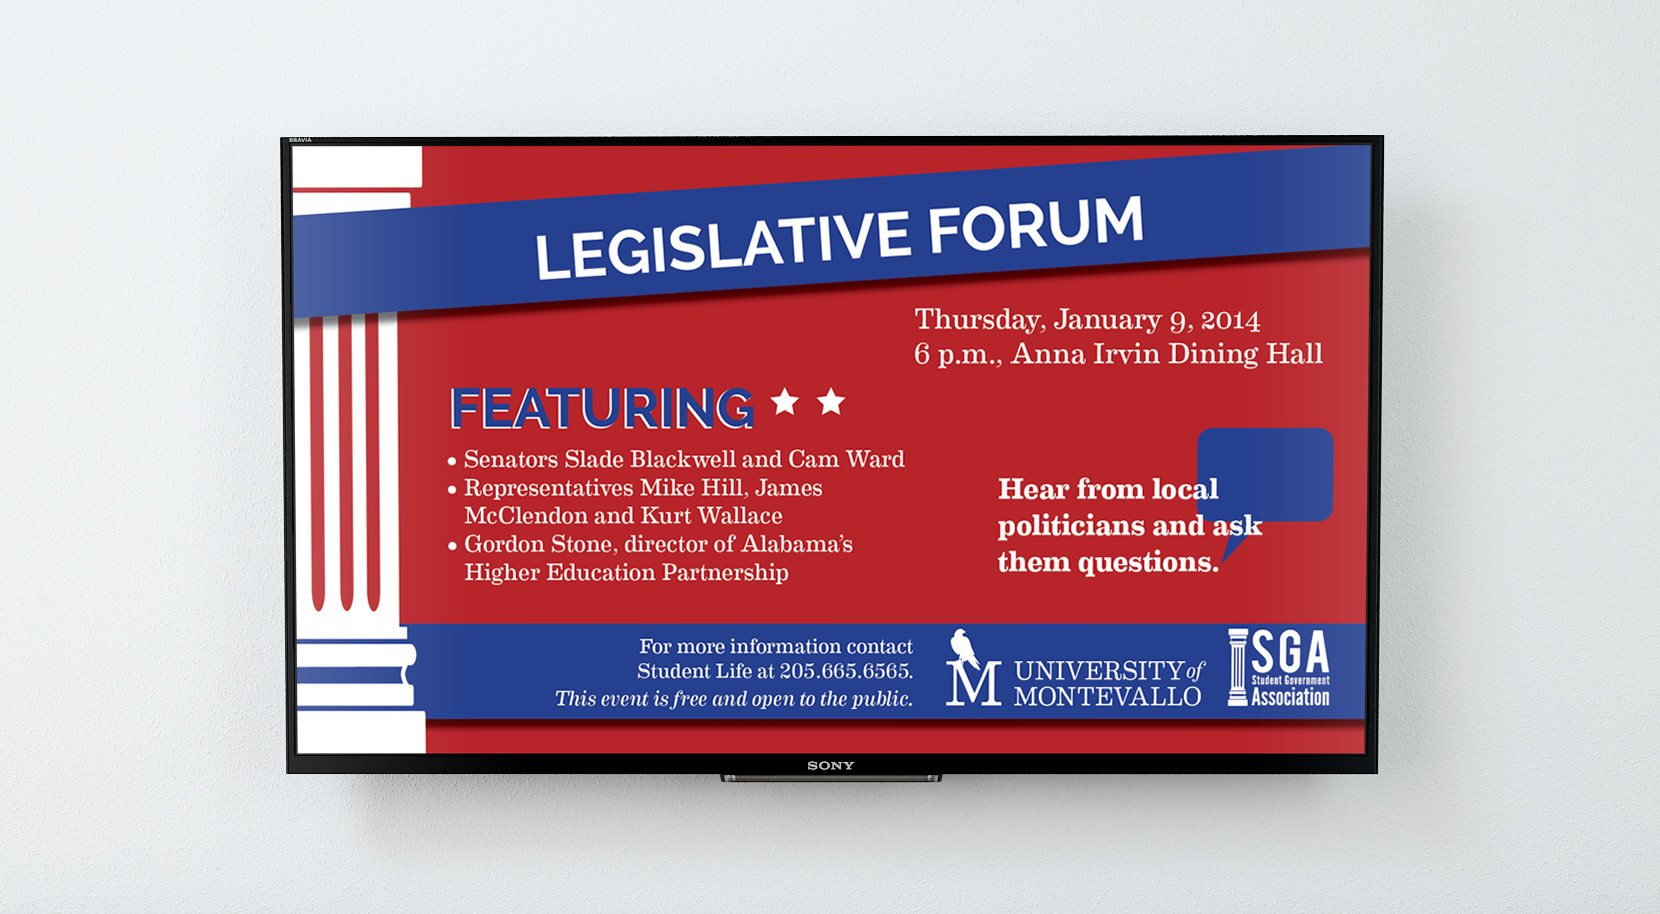 BRAVIA
LEGISLATIVE FORUM
Thursday, January 9, 2014
6 p.m., Anna Irvin Dining Hall
FEATURING
• Senators Slade Blackwell and Cam Ward
• Representatives Mike Hill, James
McClendon and Kurt Wallace
• Gordon Stone, director of Alabama's
Higher Education Partnership
Hear from local
politicians and ask
them questions.
For more information contact
Student Life at 205.665.6565.
This event is free and open to the public.
M
UNIVERSITY of
MONTEVALLO
SGA
Student Government
Association
SONY